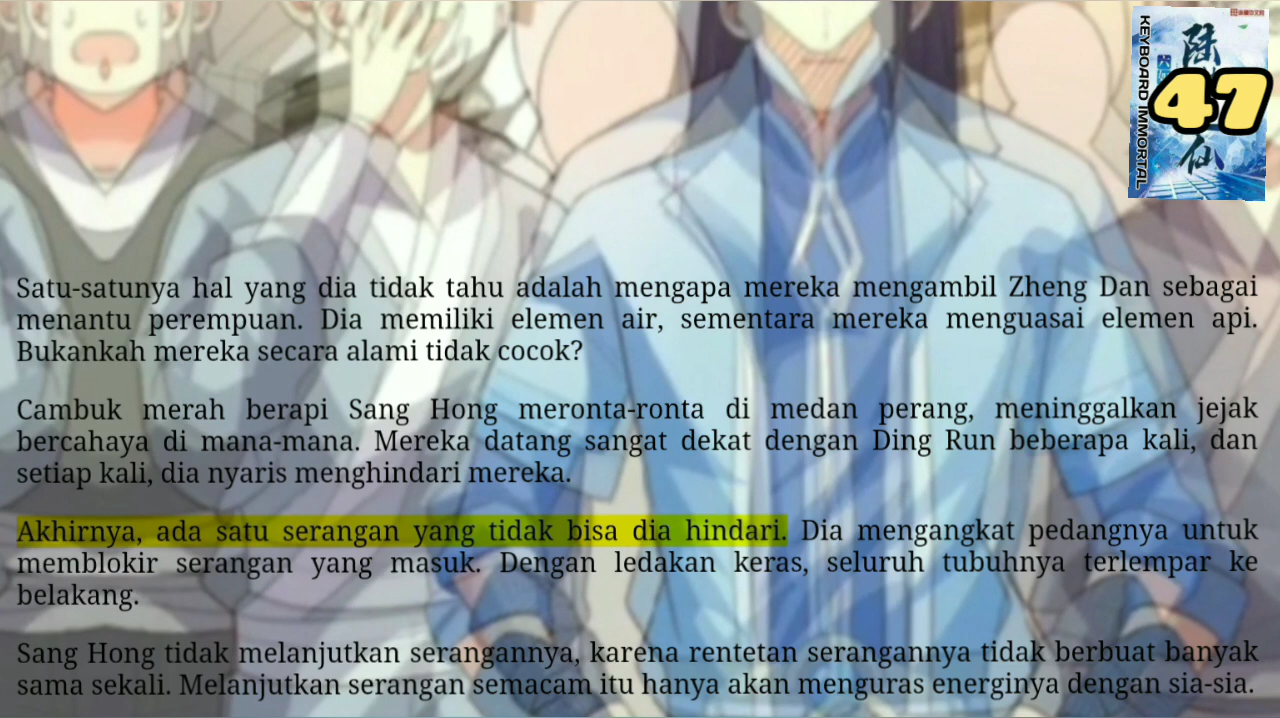 KEYBOARD IMMORTAL
陆
仙
47
Satu-satunya hal yang dia tidak tahu adalah mengapa mereka mengambil Zheng Dan sebagai
menantu perempuan. Dia memiliki elemen air, sementara mereka menguasai elemen api.
Bukankah mereka secara alami tidak cocok?
Cambuk merah berapi Sang Hong meronta-ronta di medan perang, meninggalkan jejak
bercahaya di mana-mana. Mereka datang sangat dekat dengan Ding Run beberapa kali, dan
setiap kali, dia nyaris menghindari mereka.
Akhirnya, ada satu serangan yang tidak bisa dia hindari. Dia mengangkat pedangnya untuk
memblokir serangan yang masuk. Dengan ledakan keras, seluruh tubuhnya terlempar ke
belakang.
Sang Hong tidak melanjutkan serangannya, karena rentetan serangannya tidak berbuat banyak
sama sekali. Melanjutkan serangan semacam itu hanya akan menguras energinya dengan sia-sia.